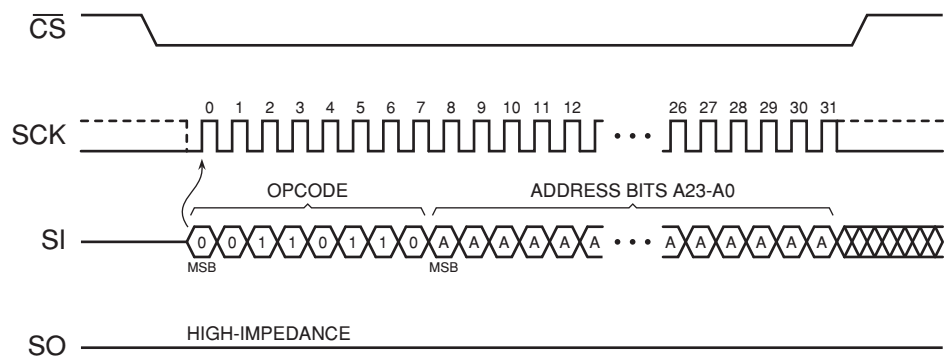 CS
0 1 2 3 4 5 6 7 8 9 10 11 12 26 27 28 29 30 31
SCK
OPCODE ADDRESS BITS A23-A0
SI 0 0 1 1 0 1 1 0 A A A A A A A A A A A A
MSB MSB
HIGH-IMPEDANCE
SO